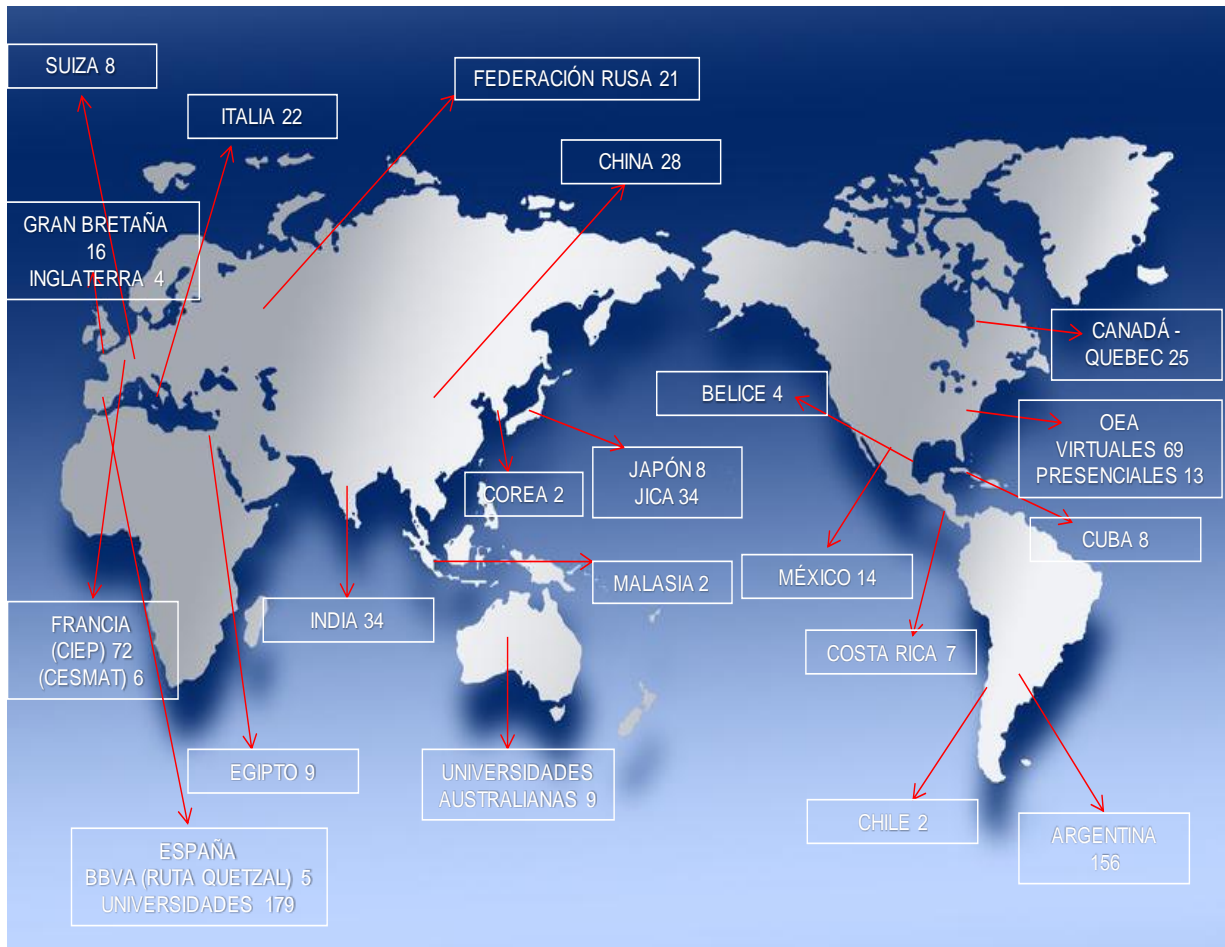 SUIZA 8
FEDERACIÓN RUSA 21
ITALIA 22
CHINA 28
GRAN BRETAÑA
16
INGLATERRA 4
CANADÁ -
QUEBEC 25
BELICE 4
OEA
VIRTUALES 69
PRESENCIALES 13
JAPÓN 8
JICA 34
COREA 2
CUBA 8
MALASIA 2
MÉXICO 14
INDIA 34
FRANCIA
(CIEP) 72
(CESMAT) 6
COSTA RICA 7
EGIPTO 9
UNIVERSIDADES
AUSTRALIANAS 9
CHILE 2
ARGENTINA
156
ESPAÑA
BBVA (RUTA QUETZAL) 5
UNIVERSIDADES 179